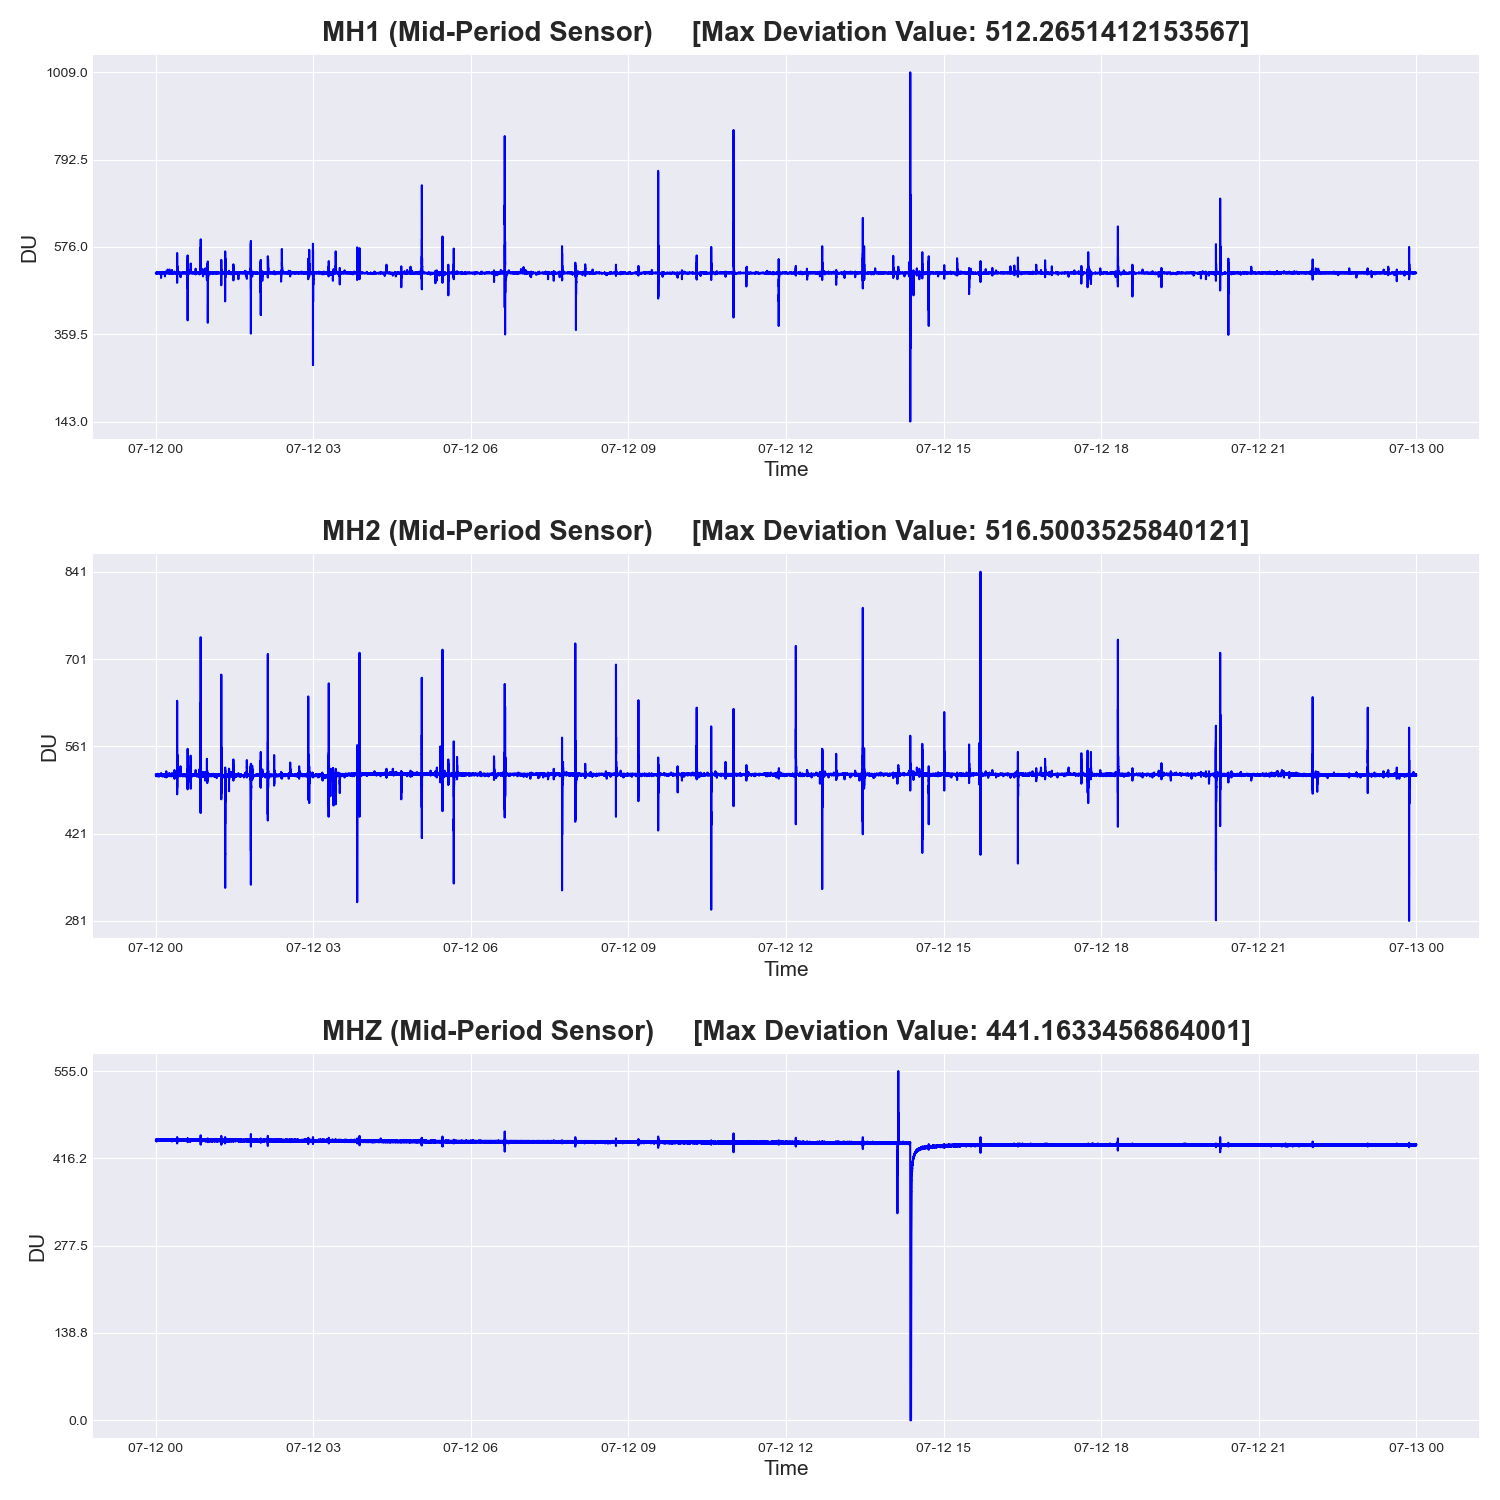 MH1 (Mid-Period Sensor) [Max Deviation Value: 512.2651412153567]
1009.0
792.5
576.0
359.5
143.0
DU
07-12 00 07-12 03 07-12 06 07-12 09 07-12 12 07-12 15 07-12 18 07-12 21 07-13 00
Time
MH2 (Mid-Period Sensor) [Max Deviation Value: 516.5003525840121]
841
701
561
421
281
DU
07-12 00 07-12 03 07-12 06 07-12 09 07-12 12 07-12 15 07-12 18 07-12 21 07-13 00
Time
MHZ (Mid-Period Sensor) [Max Deviation Value: 441.1633456864001]
555.0
416.2
277.5
138.8
0.0
DU
07-12 00 07-12 03 07-12 06 07-12 09 07-12 12 07-12 15 07-12 18 07-12 21 07-13 00
Time